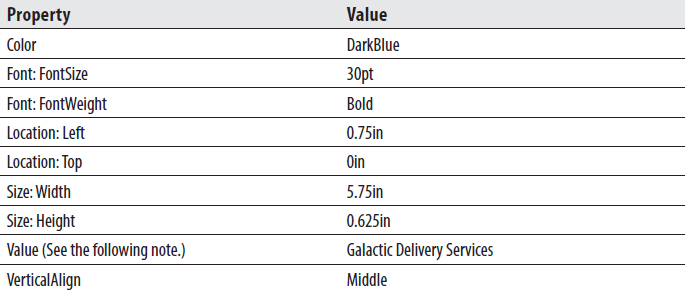 Property Value
Color DarkBlue
Font: FontSize 30pt
Font: FontWeight Bold
Location: Left 0.75in
Location: Top 0in
Size: Width 5.75in
Size: Height 0.625in
Value (See the following note.) Galactic Delivery Services
VerticalAlign Middle